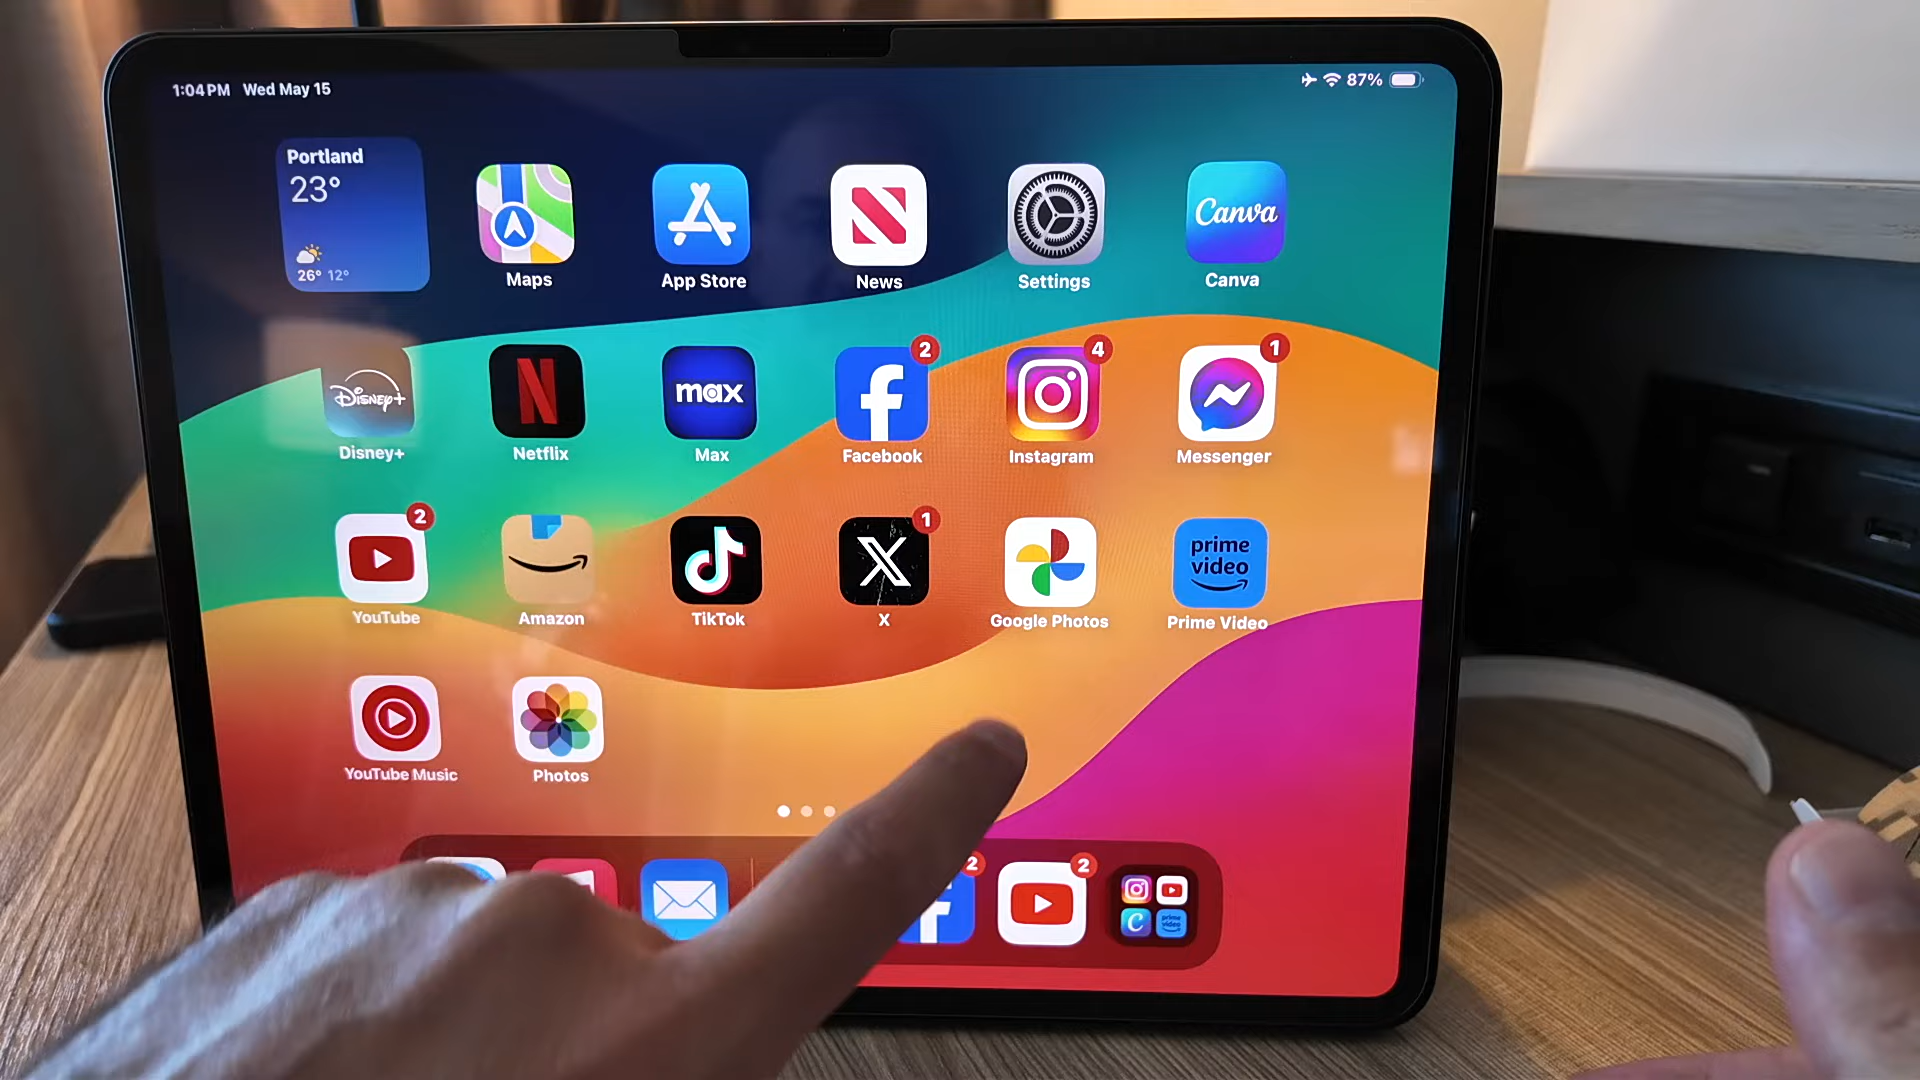 1:04 PM Wed May 15
87%
Portland
23°
26° 12°
Maps
App Store
News
Settings
Canva
Canva
Disney+
max
2
4
1
Disney+
Netflix
Max
Facebook
Instagram
Messenger
2
1
prime
video
YouTube
Amazon
TikTok
X
Google Photos
Prime Video
YouTube Music
Photos
2
2
prime
video